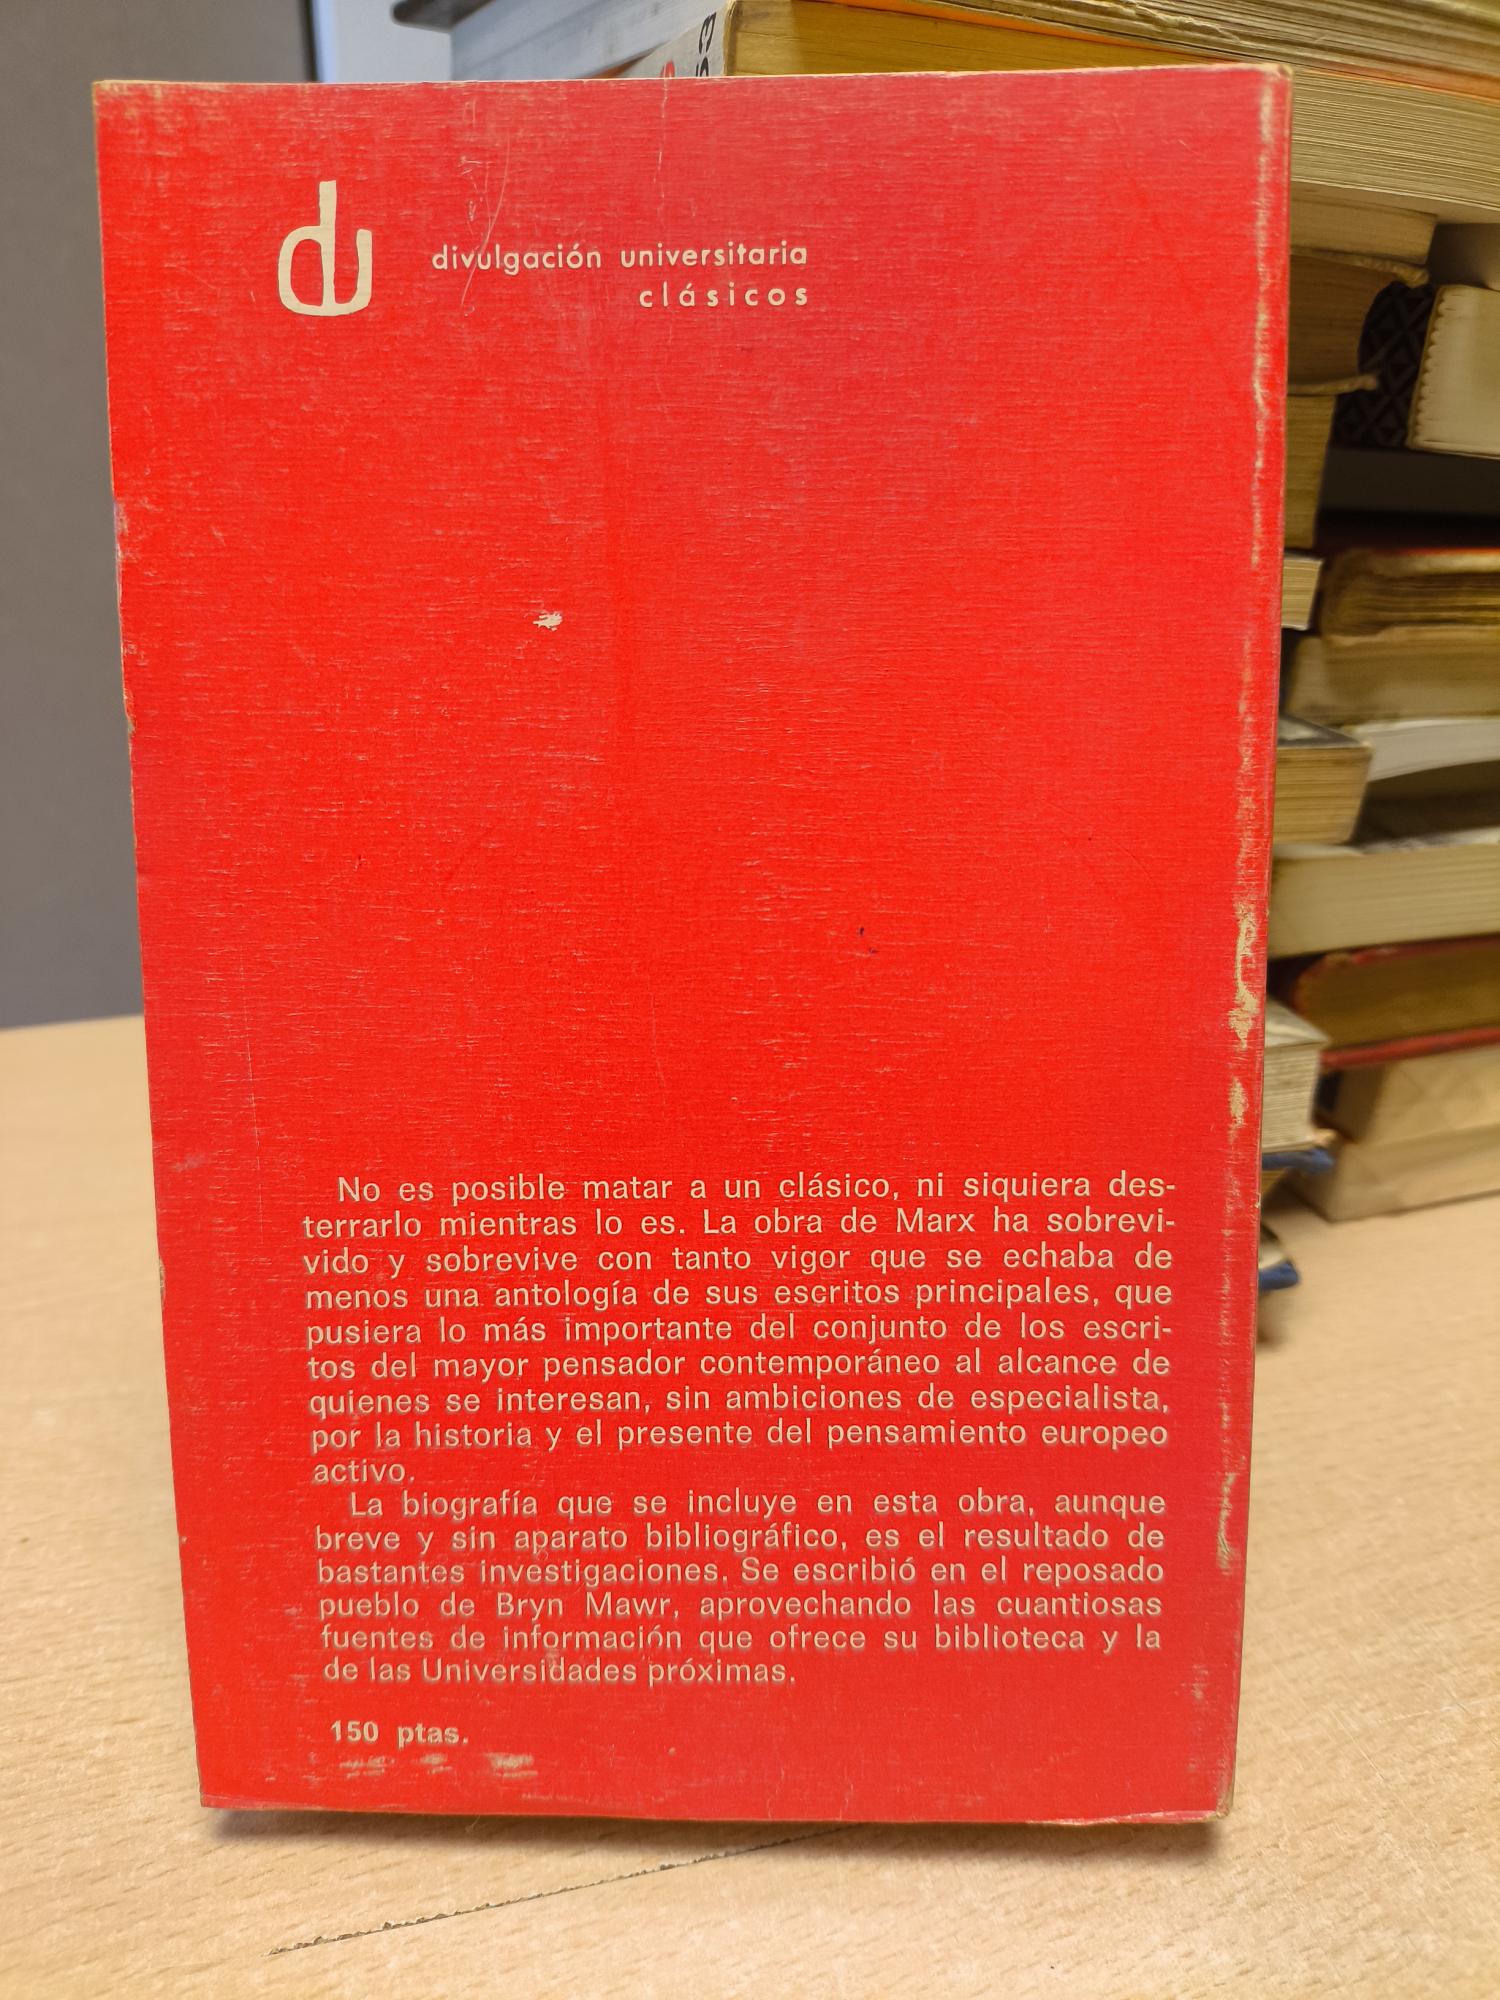 du
divulgación universitaria
clásicos
No es posible matar a un clásico, ni siquiera des-
terrarlo mientras lo es. La obra de Marx ha sobrevi-
vido y sobrevive con tanto vigor que se echaba de
menos una antología de sus escritos principales, que
pusiera lo más importante del conjunto de los escri-
tos del mayor pensador contemporáneo al alcance de
quienes se interesan, sin ambiciones de especialista,
por la historia y el presente del pensamiento europeo
activo.
La biografía que se incluye en esta obra, aunque
breve y sin aparato bibliográfico, es el resultado de
bastantes investigaciones. Se escribió en el reposado
pueblo de Bryn Mawr, aprovechando las cuantiosas
fuentes de información que ofrece su biblioteca y la
de las Universidades próximas.
150 ptas.